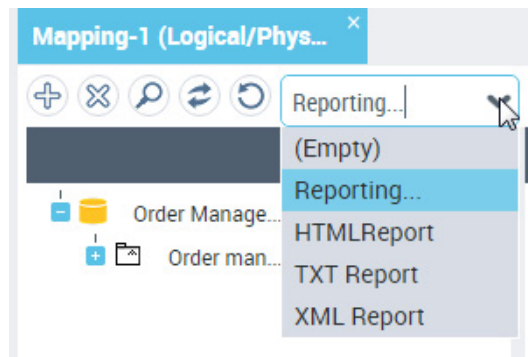 Mapping-1 (Logical/Phys...
Reporting...
(Empty)
Reporting...
HTMLReport
TXT Report
XML Report
Order Manage...
Order man...